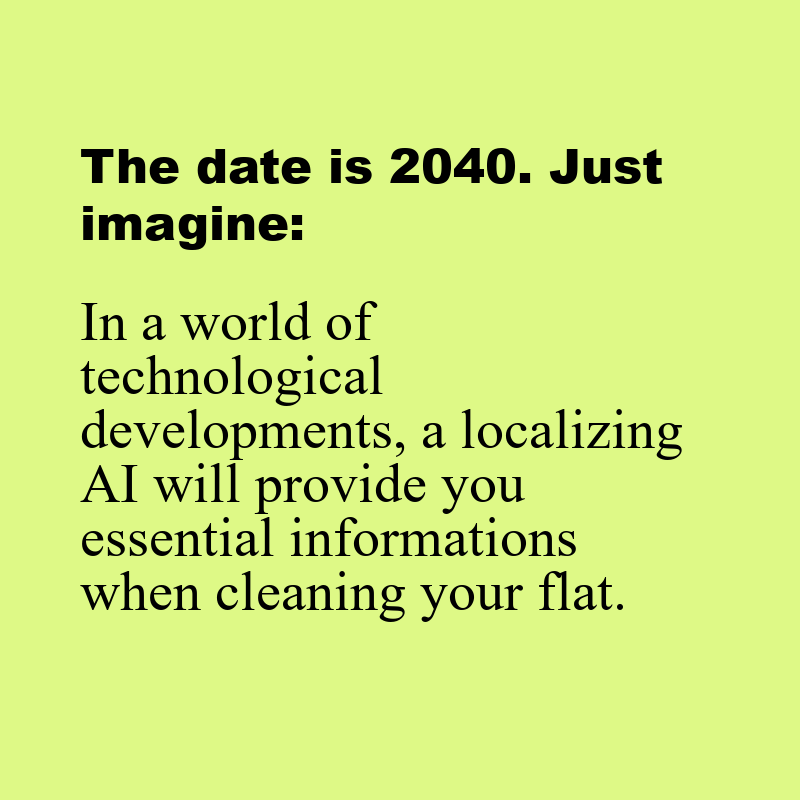 The date is 2040. Just
imagine:
In a world of
technological
developments, a localizing
AI will provide you
essential informations
when cleaning your flat.